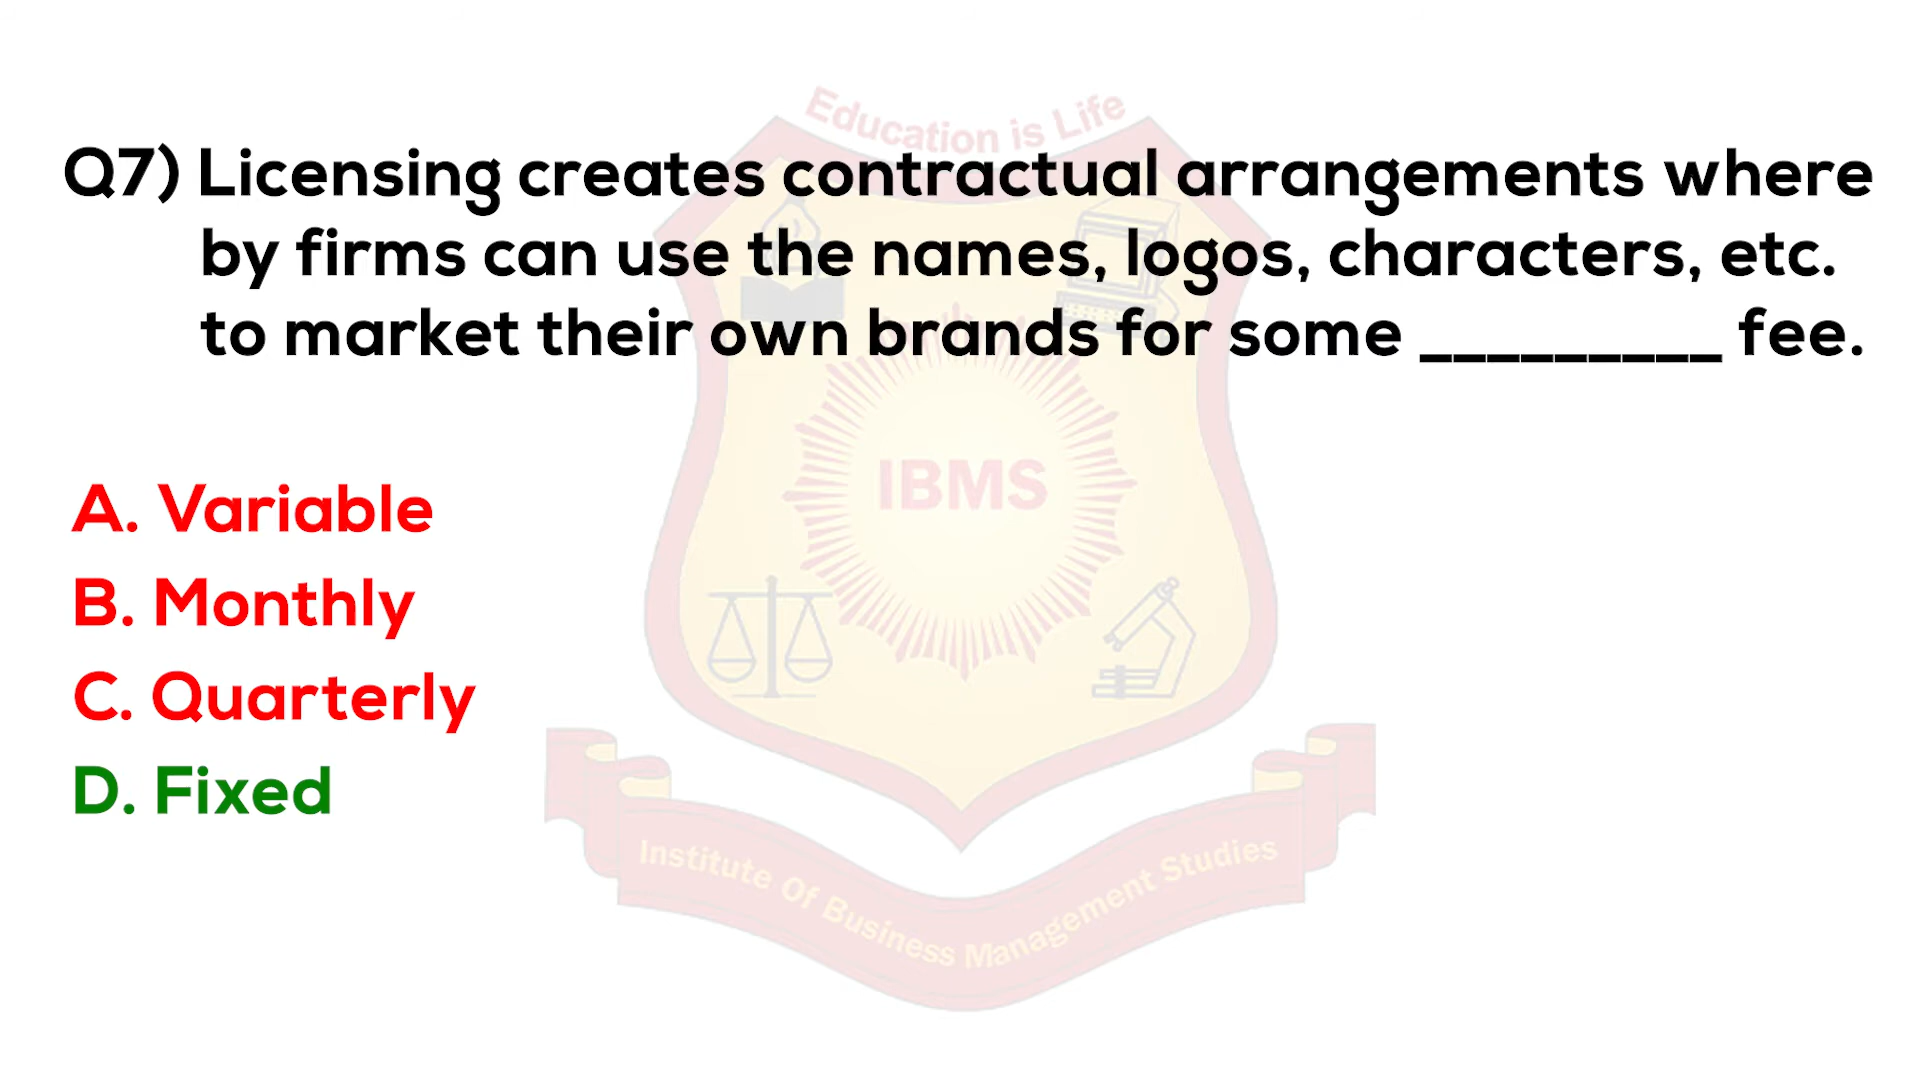 Education is Life
Q7) Licensing creates contractual arrangements where
by firms can use the names, logos, characters, etc.
to market their own brands for some _________ fee.
IBMS
A. Variable
B. Monthly
C. Quarterly
D. Fixed
Institute Of Business Management Studies